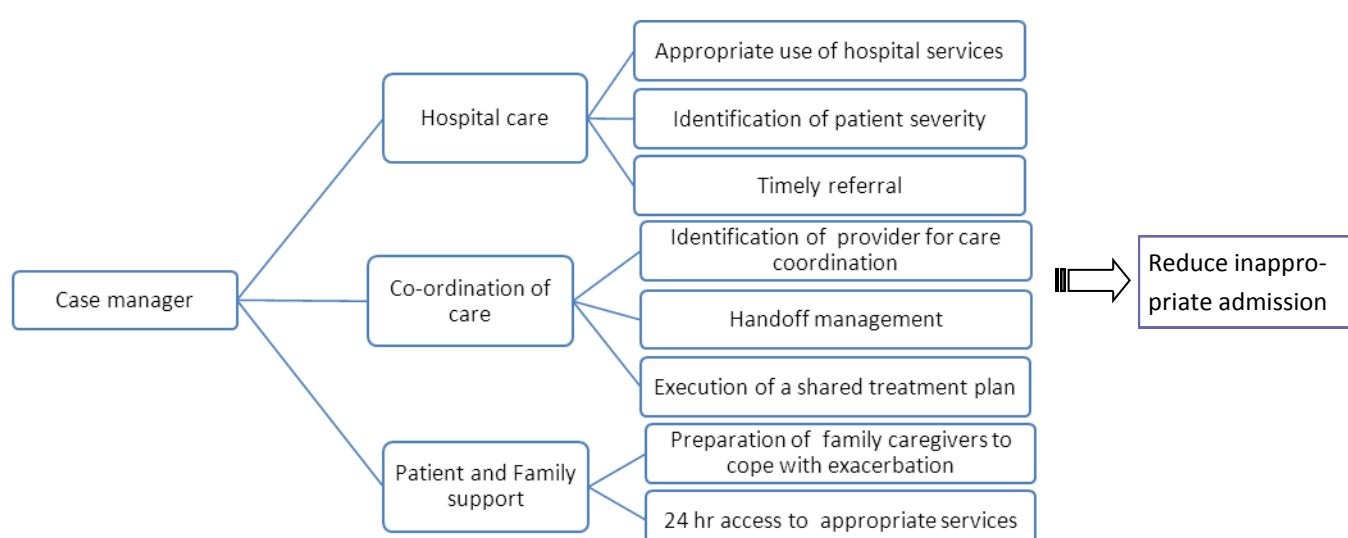 Appropriate use of hospital services
Hospital care
Identification of patient severity
Timely referral
Identification of provider for care
coordination
Case manager
Co-ordination of
care
Handoff management
Execution of a shared treatment plan
Reduce inappro-
priate admission
Patient and Family
support
Preparation of family caregivers to
cope with exacerbation
24 hr access to appropriate services